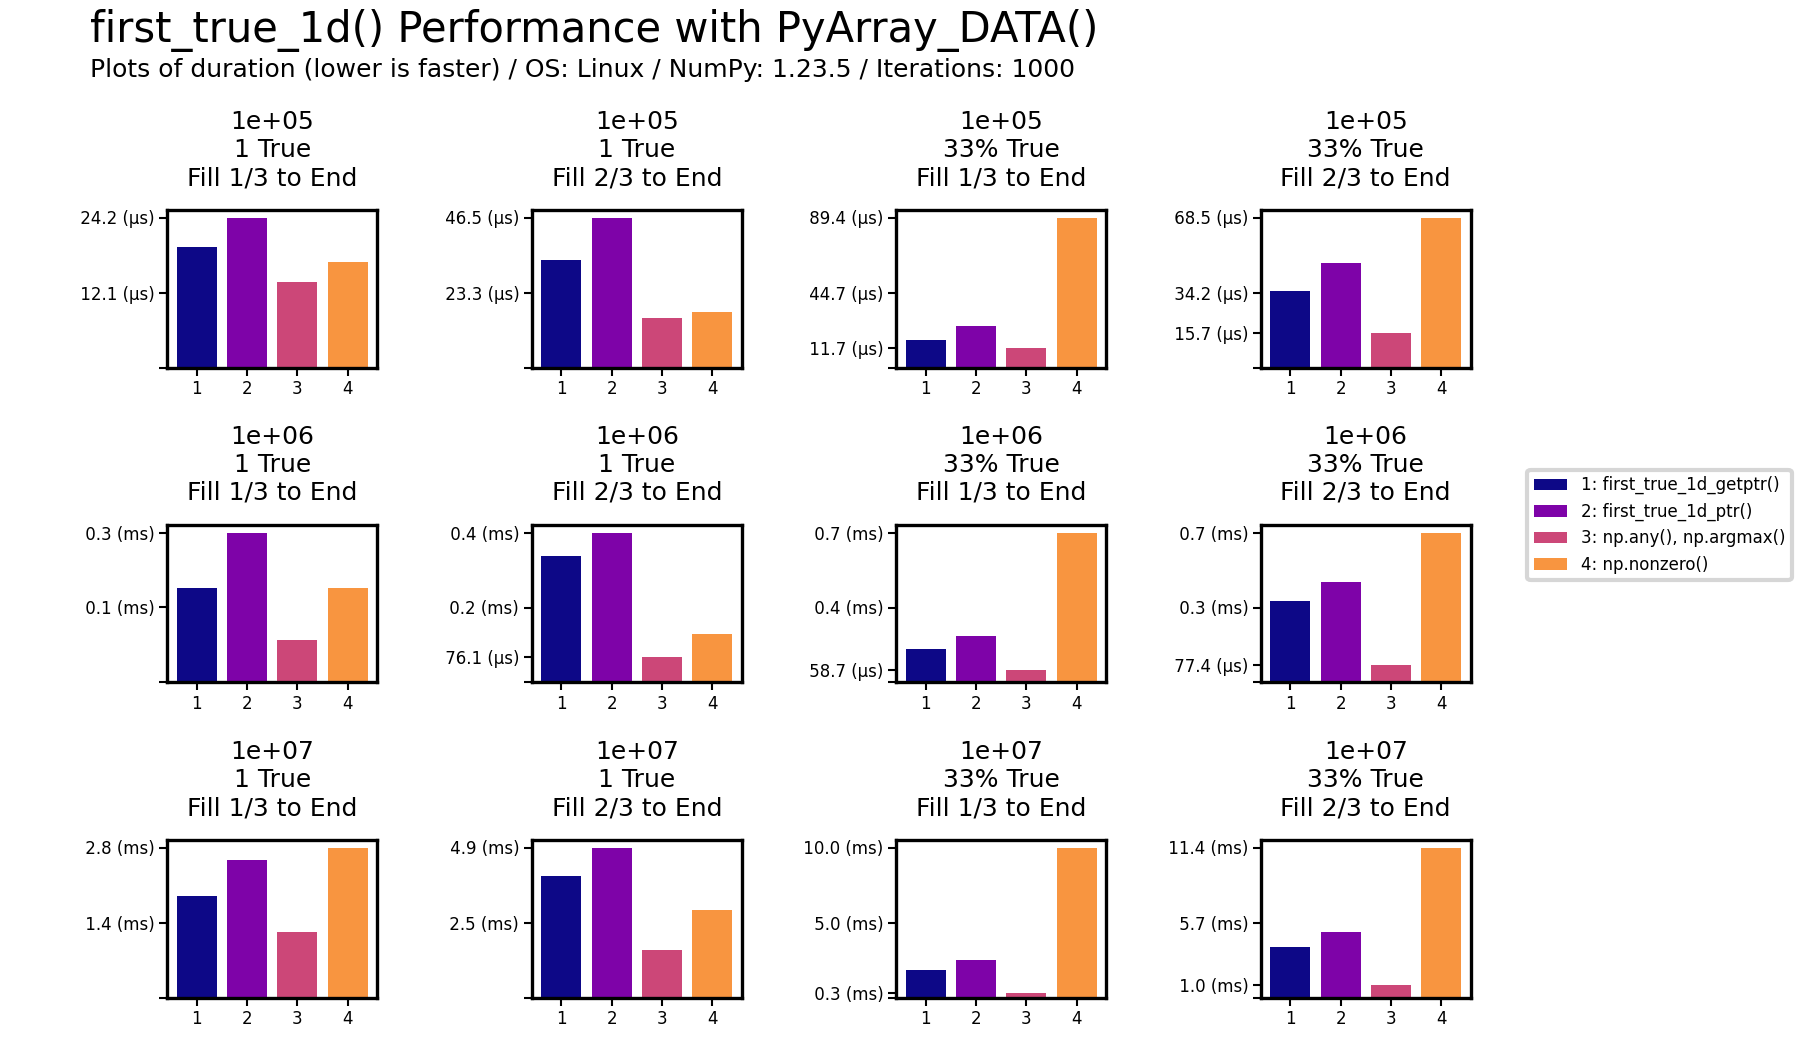 first_true_1d() Performance with PyArray_DATA()
Plots of duration (lower is faster) / OS: Linux / NumPy: 1.23.5 / Iterations: 1000
1e+05
1 True
Fill 1/3 to End
24.2 (µs)
12.1 (µs)
1 2 3 4
1e+05
1 True
Fill 2/3 to End
46.5 (µs)
23.3 (µs)
1 2 3 4
1e+05
33% True
Fill 1/3 to End
89.4 (µs)
44.7 (µs)
11.7 (µs)
1 2 3 4
1e+05
33% True
Fill 2/3 to End
68.5 (µs)
34.2 (µs)
15.7 (µs)
1 2 3 4
1e+06
1 True
Fill 1/3 to End
0.3 (ms)
0.1 (ms)
1 2 3 4
1e+06
1 True
Fill 2/3 to End
0.4 (ms)
0.2 (ms)
76.1 (µs)
1 2 3 4
1e+06
33% True
Fill 1/3 to End
0.7 (ms)
0.4 (ms)
58.7 (µs)
1 2 3 4
1e+06
33% True
Fill 2/3 to End
0.7 (ms)
0.3 (ms)
77.4 (µs)
1 2 3 4
1: first_true_1d_getptr()
2: first_true_1d_ptr()
3: np.any(), np.argmax()
4: np.nonzero()
1e+07
1 True
Fill 1/3 to End
2.8 (ms)
1.4 (ms)
1 2 3 4
1e+07
1 True
Fill 2/3 to End
4.9 (ms)
2.5 (ms)
1 2 3 4
1e+07
33% True
Fill 1/3 to End
10.0 (ms)
5.0 (ms)
0.3 (ms)
1 2 3 4
1e+07
33% True
Fill 2/3 to End
11.4 (ms)
5.7 (ms)
1.0 (ms)
1 2 3 4